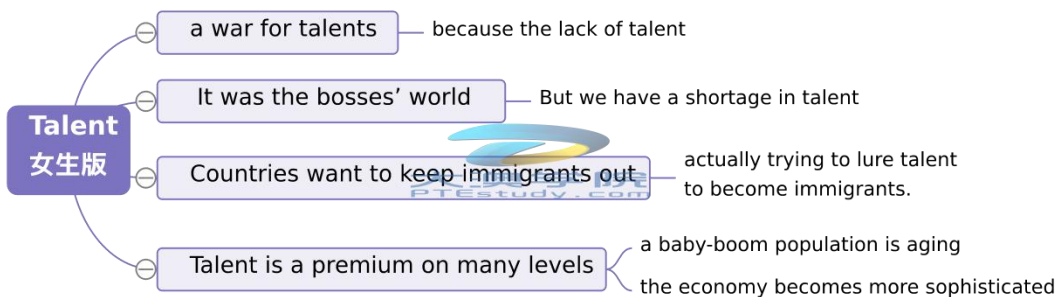 a war for talents
because the lack of talent
It was the bosses’ world
But we have a shortage in talent
Talent
女生版
Countries want to keep immigrants out
actually trying to lure talent
to become immigrants.
PTEstudy.com
Talent is a premium on many levels
a baby-boom population is aging
the economy becomes more sophisticated